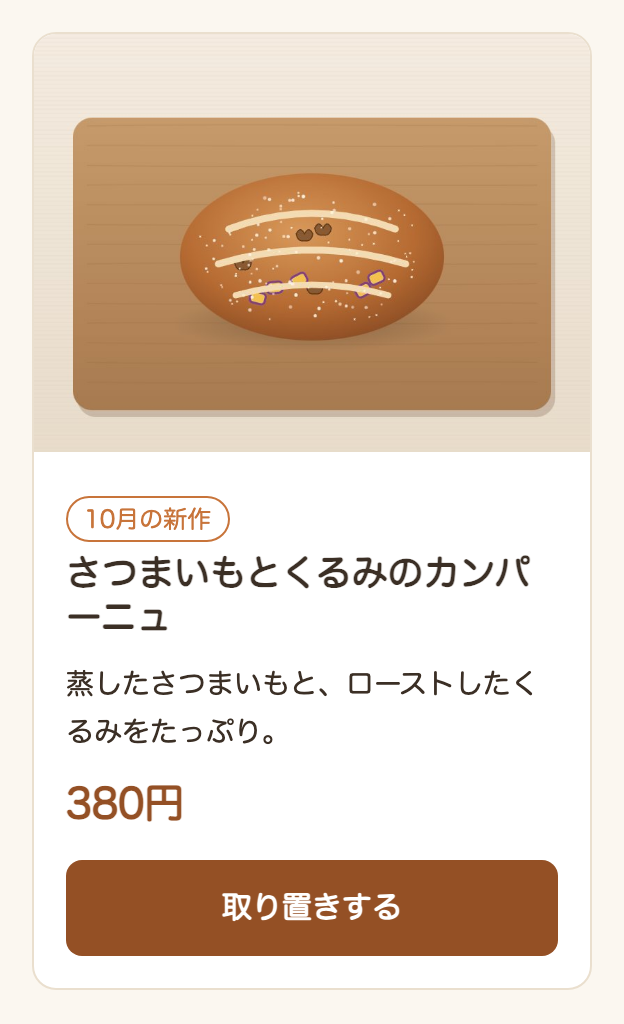 10月の新作
さつまいもとくるみのカンパ
ーニュ
蒸したさつまいもと、ローストしたく
るみをたっぷり。
380円
取り置きする